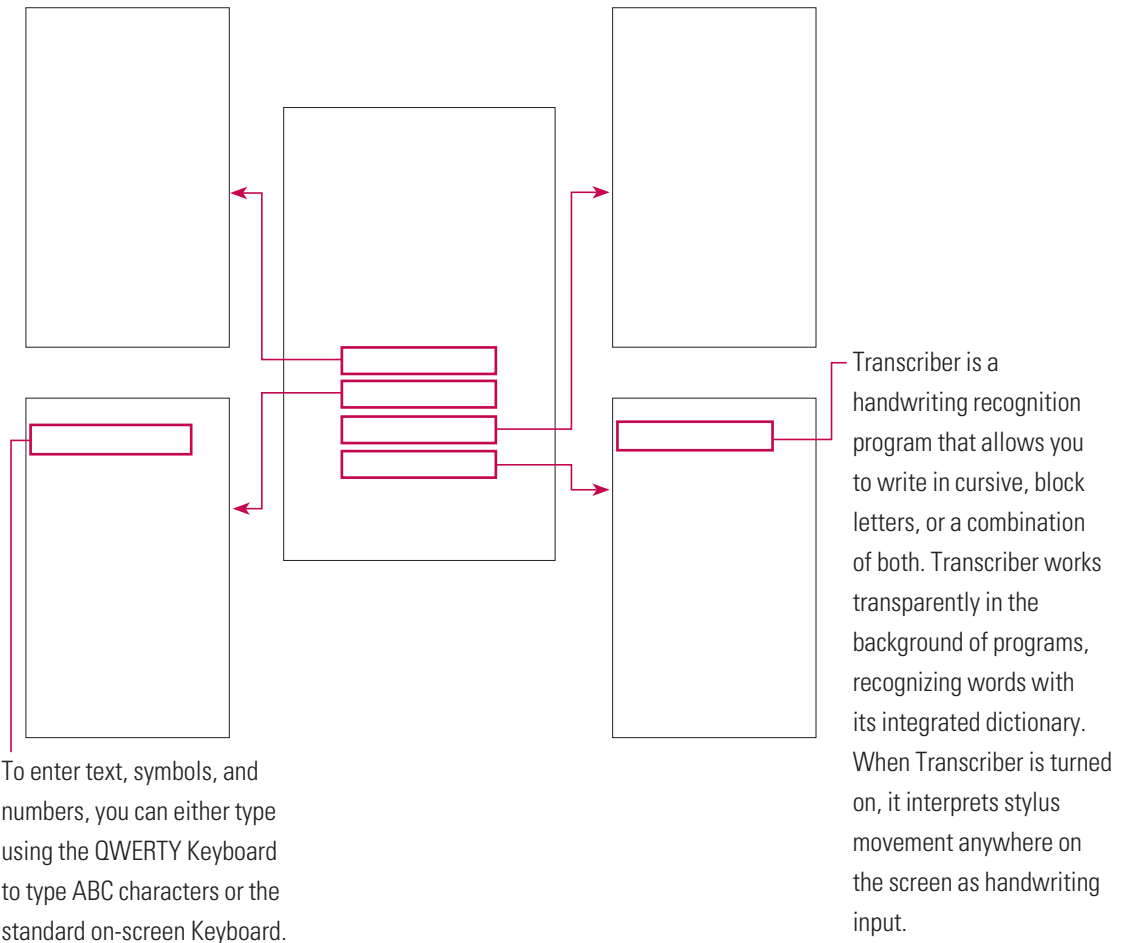 Transcriber is a
handwriting recognition
program that allows you
to write in cursive, block
letters, or a combination
of both. Transcriber works
transparently in the
background of programs,
recognizing words with
its integrated dictionary.
When Transcriber is turned
on, it interprets stylus
movement anywhere on
the screen as handwriting
input.
To enter text, symbols, and
numbers, you can either type
using the QWERTY Keyboard
to type ABC characters or the
standard on-screen Keyboard.